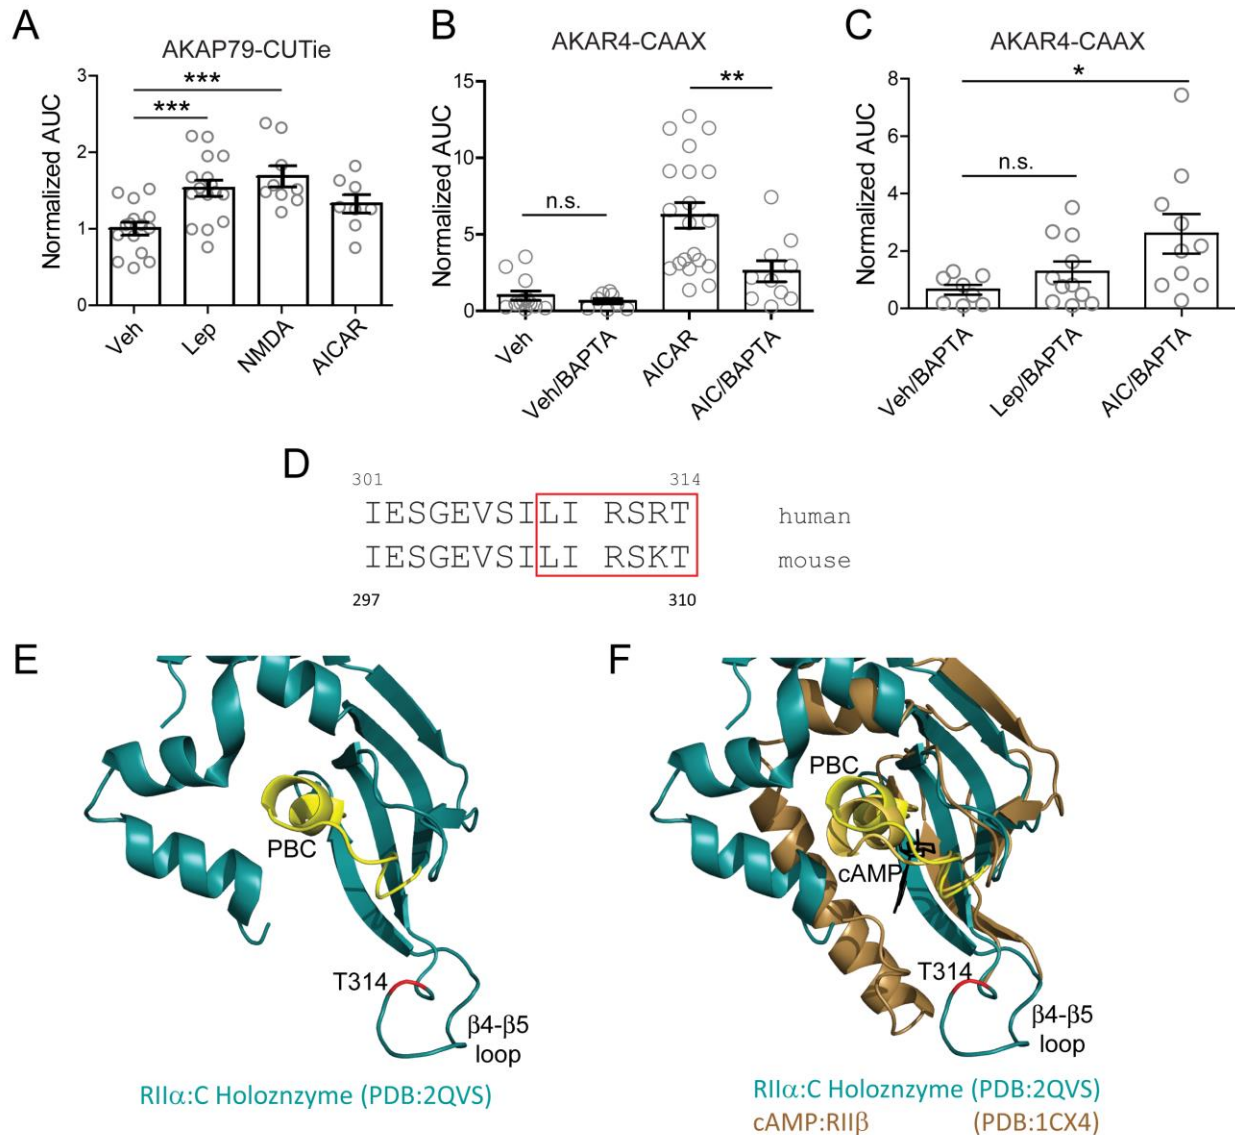 A
AKAP79-CUTie
Normalized AUC
3
2
1
0
***
***
Veh
Lep
NMDA
AICAR
B
AKAR4-CAAX
Normalized AUC
15
10
5
0
n.s.
**
Veh
Veh/BAPTA
AICAR
AIC/BAPTA
C
AKAR4-CAAX
Normalized AUC
8
6
4
2
0
*
n.s.
Veh/BAPTA
Lep/BAPTA
AIC/BAPTA
D
301 314
IESGEVSILI RSRT human
IESGEVSILI RSKT mouse
297 310
E
PBC
T314
β4-β5
loop
RIIα:C Holoznzyme (PDB:2QVS)
F
PBC
cAMP
T314
β4-β5
loop
RIIα:C Holoznzyme (PDB:2QVS)
cAMP:RIIβ (PDB:1CX4)